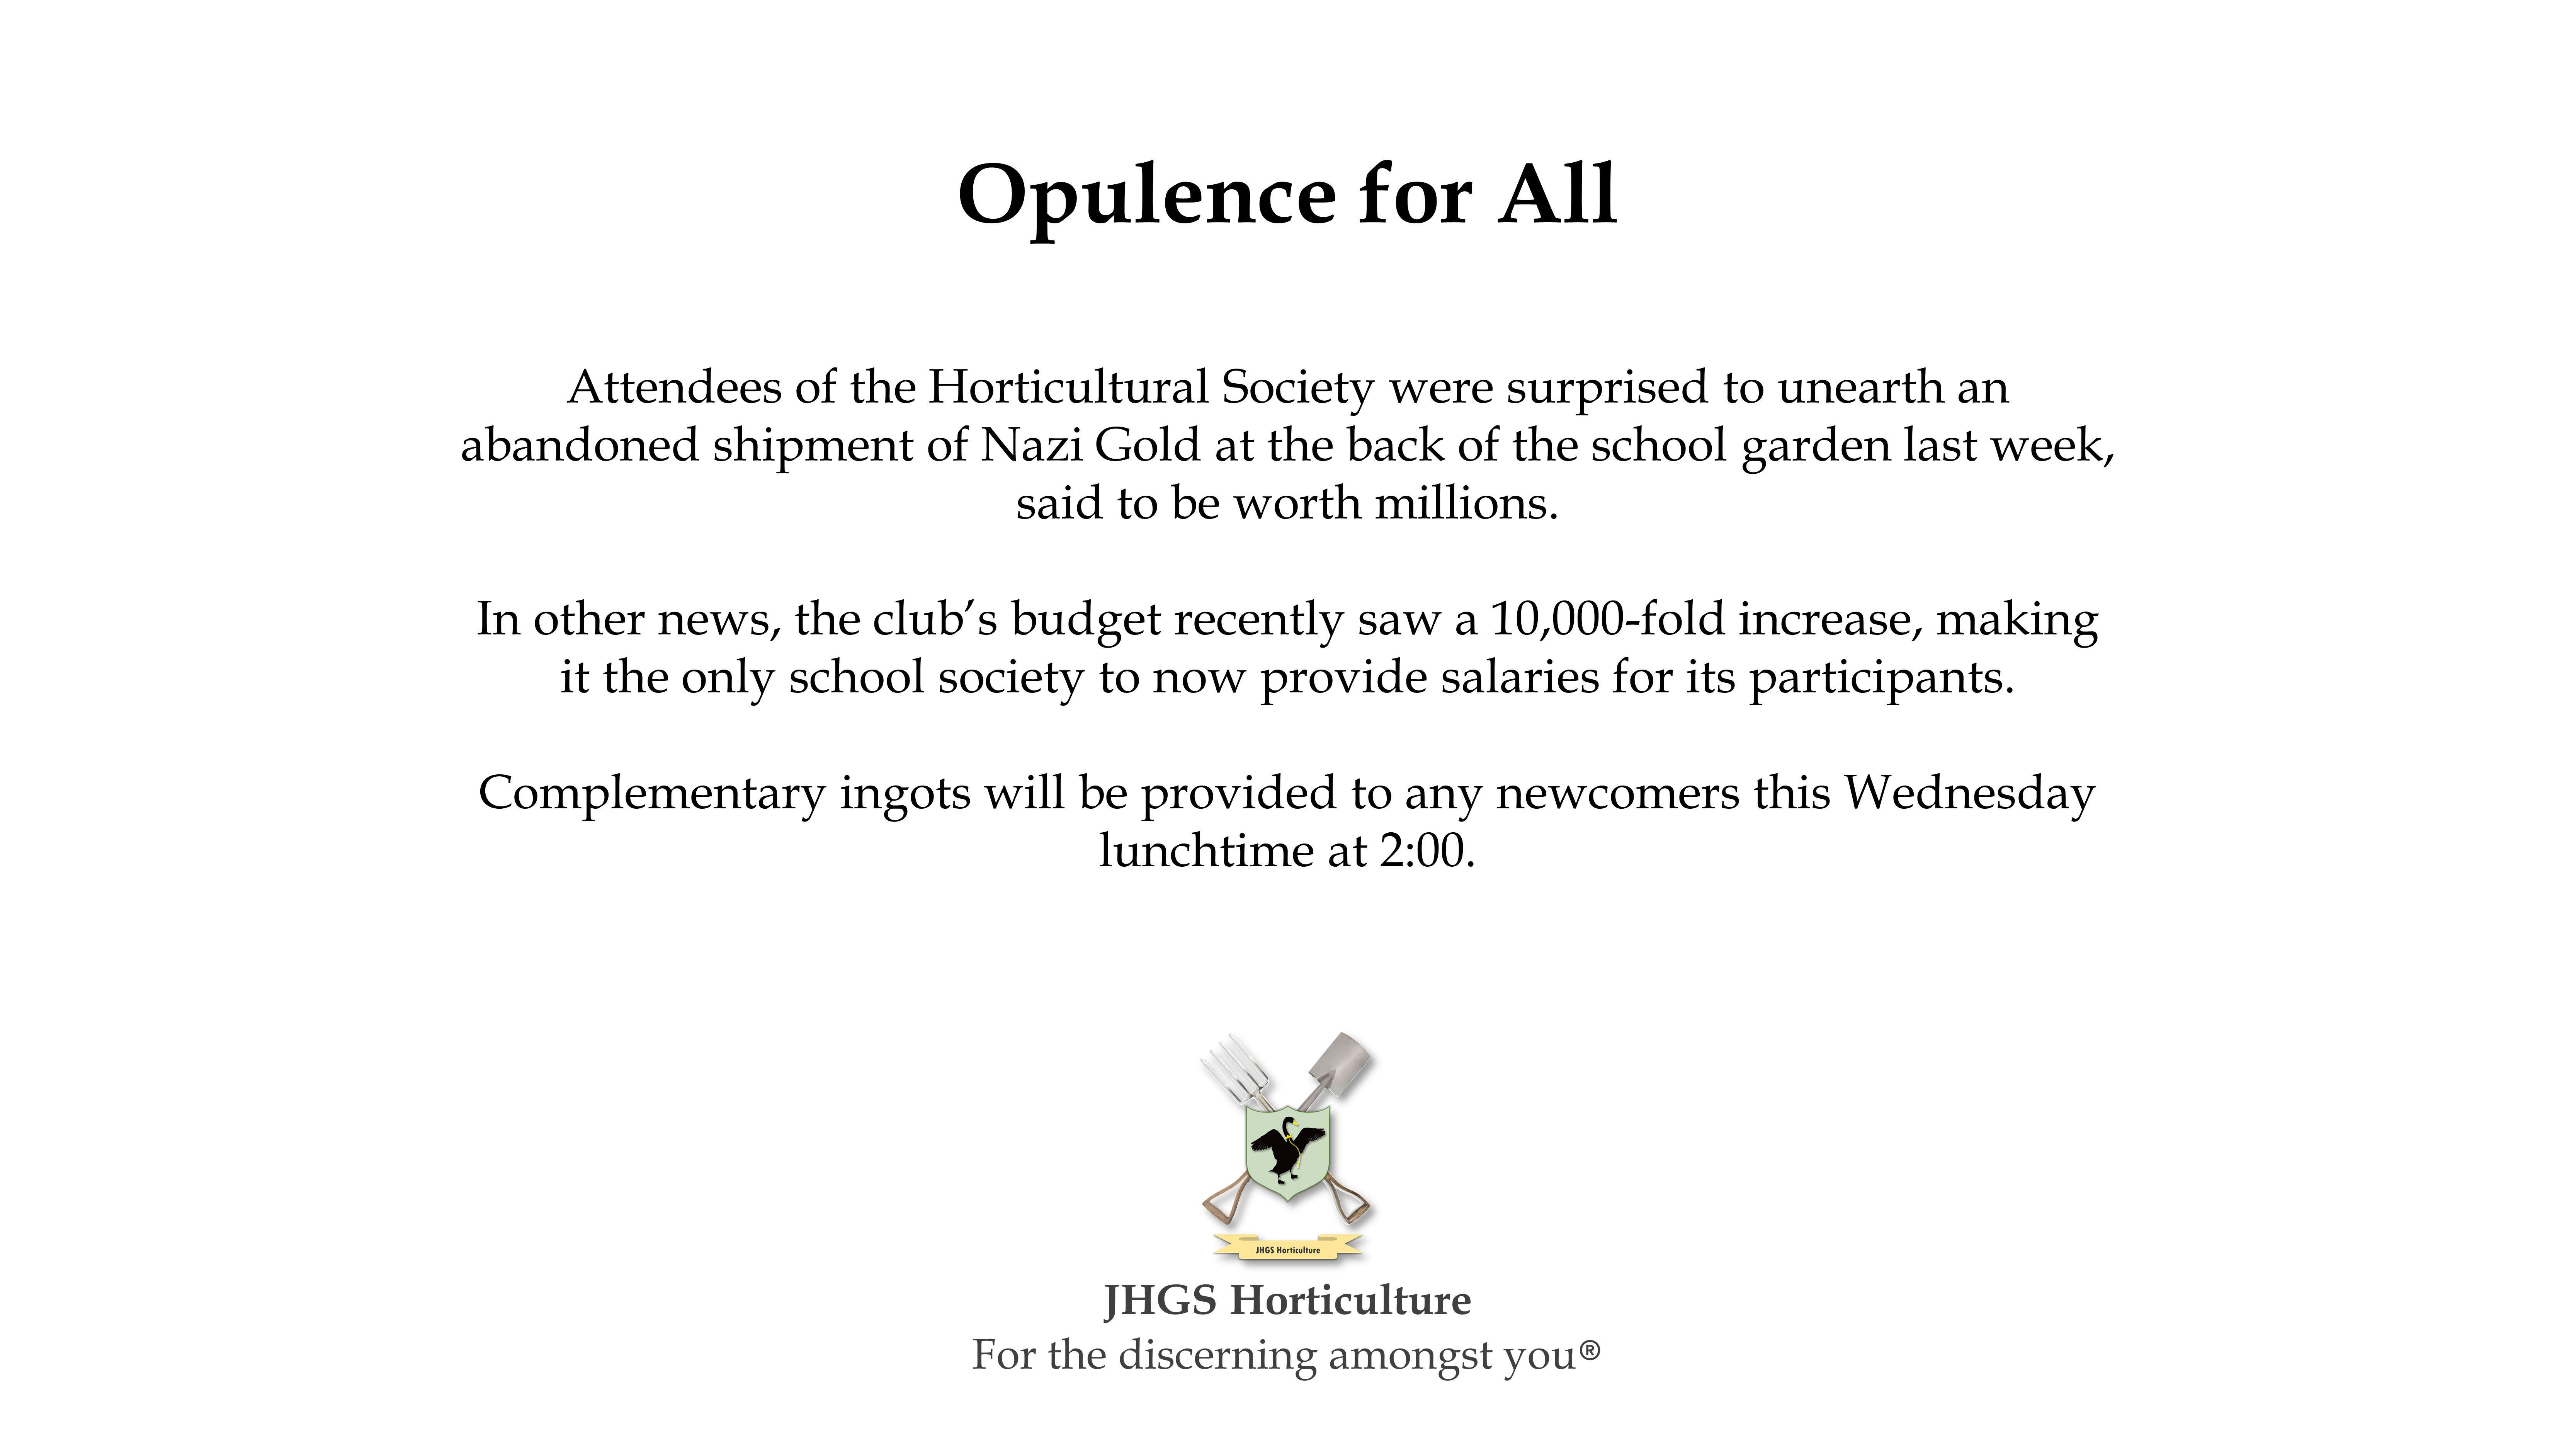 Opulence for All
Attendees of the Horticultural Society were surprised to unearth an
abandoned shipment of Nazi Gold at the back of the school garden last week,
said to be worth millions.
In other news, the club’s budget recently saw a 10,000-fold increase, making
it the only school society to now provide salaries for its participants.
Complementary ingots will be provided to any newcomers this Wednesday
lunchtime at 2:00.
JHGS Horticulture
JHGS Horticulture
For the discerning amongst you®